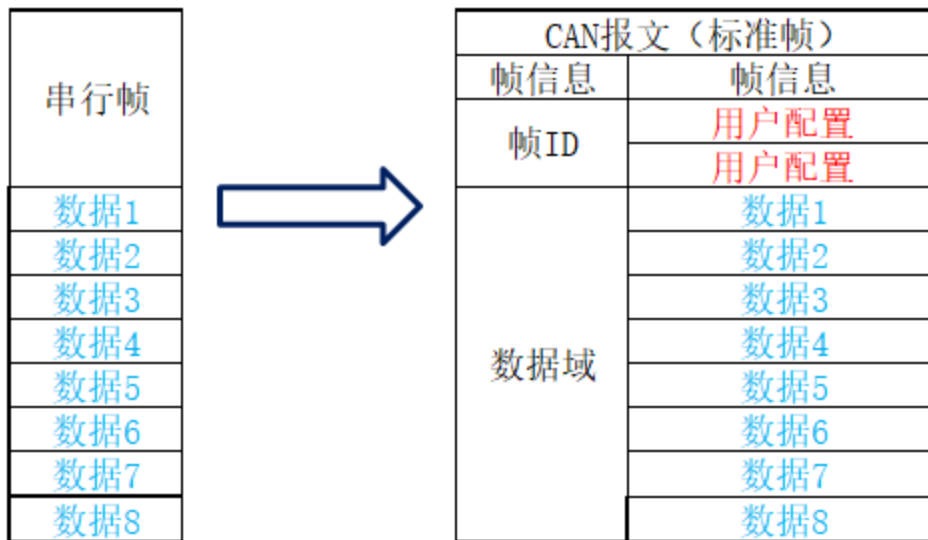 串行帧
数据1
数据2
数据3
数据4
数据5
数据6
数据7
数据8
CAN报文（标准帧）
帧信息 帧信息
帧ID 用户配置
用户配置
数据域
数据1
数据2
数据3
数据4
数据5
数据6
数据7
数据8